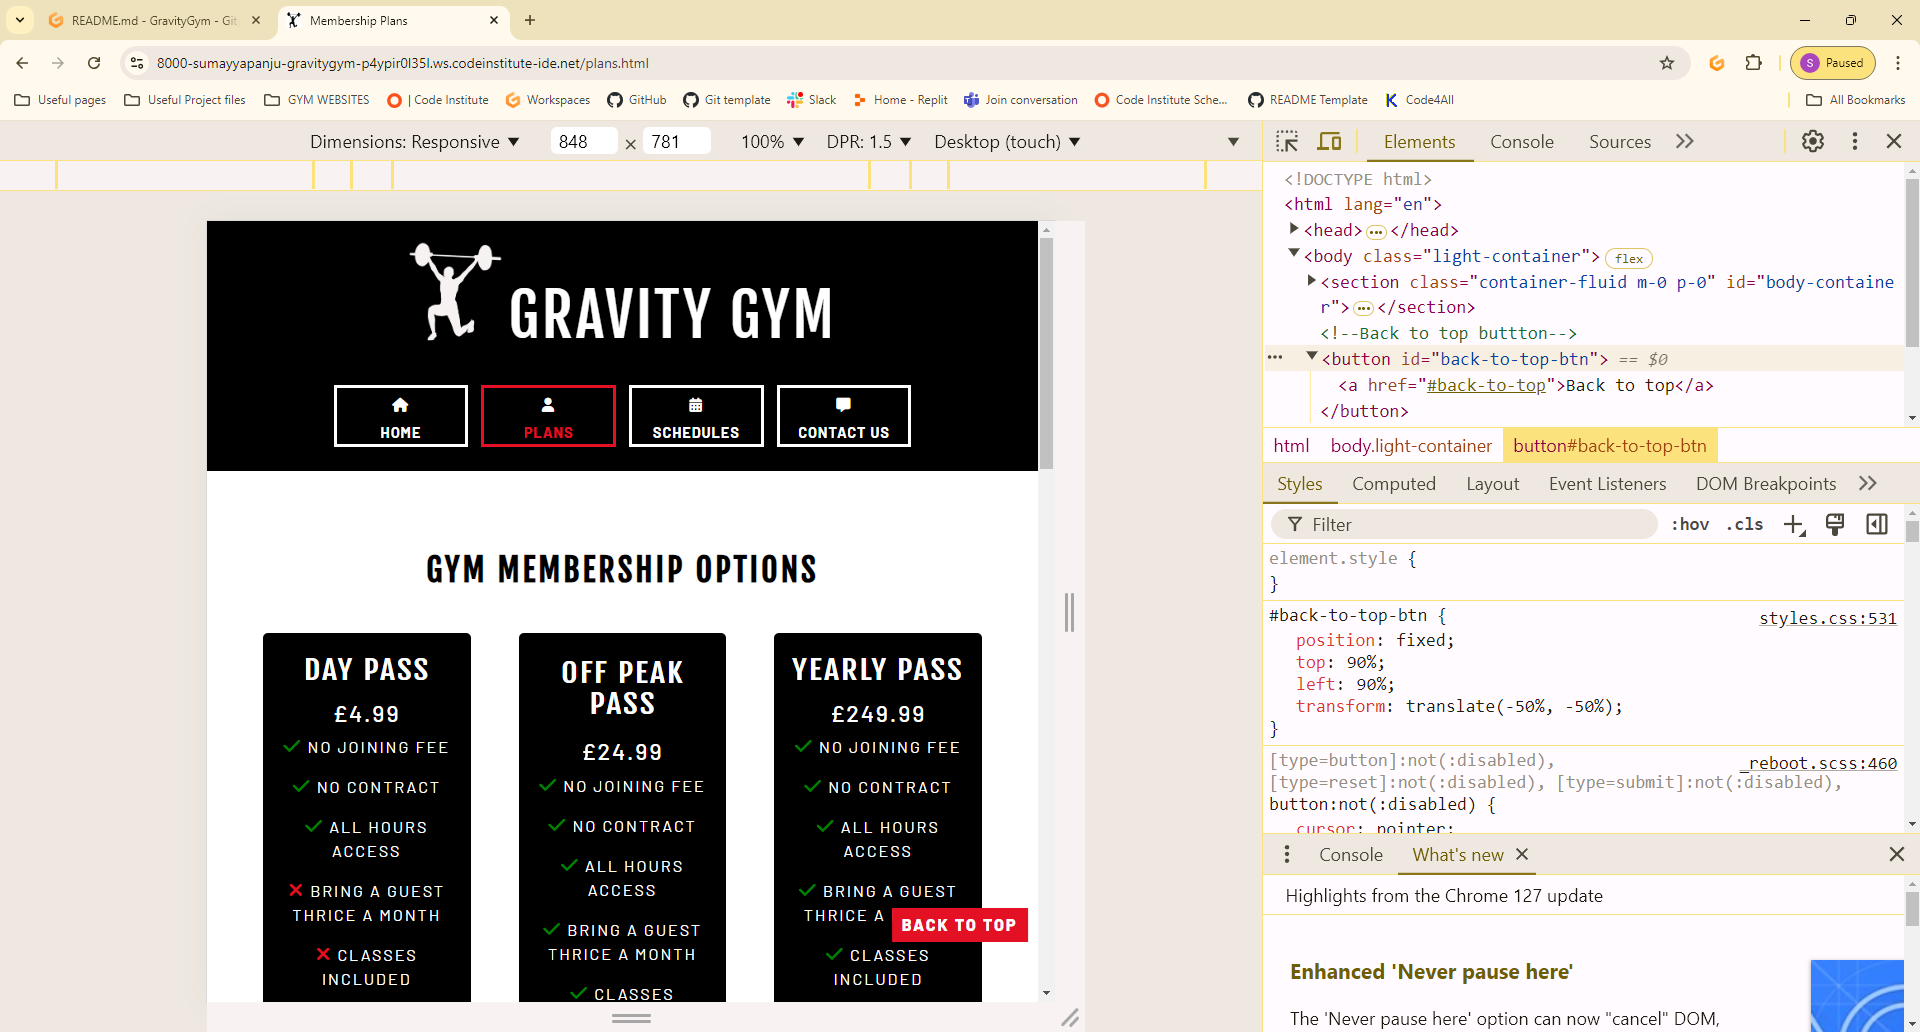 README.md - GravityGym - Git
Membership Plans
8000-sumayyapanju-gravitygym-p4ypir0l35l.ws.codeinstitute-ide.net/plans.html
S
Paused
Useful pages
Useful Project files
GYM WEBSITES
| Code Institute
Workspaces
GitHub
Git template
Slack
Home - Replit
Join conversation
Code Institute Sche...
README Template
Code4All
All Bookmarks
Dimensions: Responsive
848
×
781
100%
DPR: 1.5
Desktop (touch)
GRAVITY GYM
HOME
PLANS
SCHEDULES
CONTACT US
GYM MEMBERSHIP OPTIONS
DAY PASS
£4.99
NO JOINING FEE
NO CONTRACT
ALL HOURS
ACCESS
BRING A GUEST
THRICE A MONTH
CLASSES
INCLUDED
OFF PEAK
PASS
£24.99
NO JOINING FEE
NO CONTRACT
ALL HOURS
ACCESS
BRING A GUEST
THRICE A MONTH
CLASSES
YEARLY PASS
£249.99
NO JOINING FEE
NO CONTRACT
ALL HOURS
ACCESS
BRING A GUEST
THRICE A
CLASSES
INCLUDED
BACK TO TOP
Elements
Console
Sources
<!DOCTYPE html>
<html lang="en">
<head>…</head>
<body class="light-container"> flex
<section class="container-fluid m-0 p-0" id="body-containe
r">…</section>
<!--Back to top buttton-->
<button id="back-to-top-btn"> == $0
<a href="#back-to-top">Back to top</a>
</button>
html
body.light-container
button#back-to-top-btn
Styles
Computed
Layout
Event Listeners
DOM Breakpoints
Filter
:hov
.cls
element.style {
}
#back-to-top-btn {
styles.css:531
position: fixed;
top: 90%;
left: 90%;
transform: translate(-50%, -50%);
}
[type=button]:not(:disabled),
_reboot.scss:460
[type=reset]:not(:disabled), [type=submit]:not(:disabled),
button:not(:disabled) {
cursor: pointer;
Console
What's new
Highlights from the Chrome 127 update
Enhanced 'Never pause here'
The 'Never pause here' option can now "cancel" DOM,